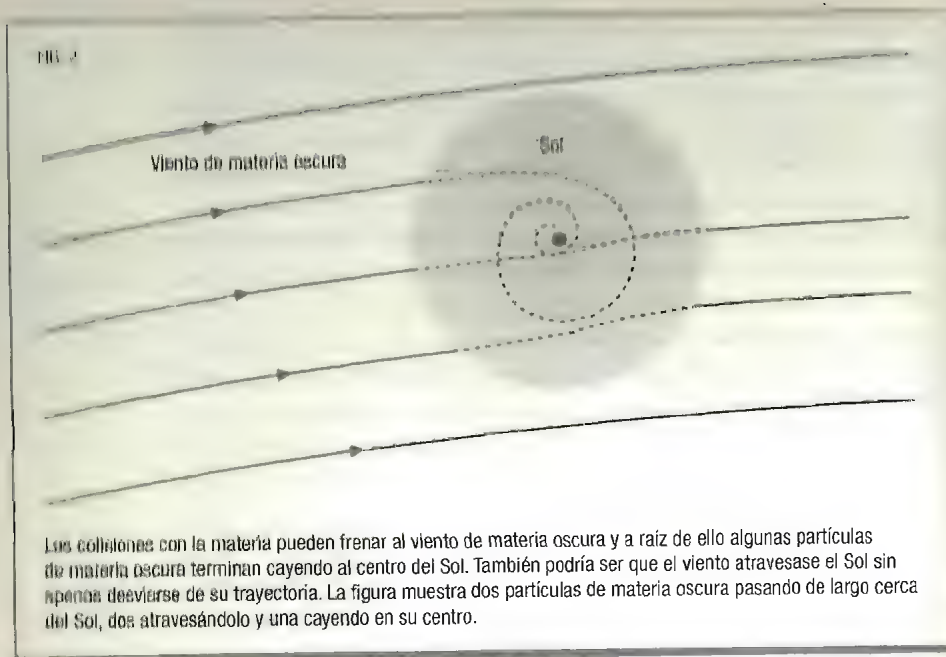 FIG. 2
Sol
Viento de materia oscura
Las colisiones con la materia pueden frenar al viento de materia oscura y a raíz de ello algunas partículas
de materia oscura terminan cayendo al centro del Sol. También podría ser que el viento atravesase el Sol sin
apenas desviarse de su trayectoria. La figura muestra dos partículas de materia oscura pasando de largo cerca
del Sol, dos atravesándolo y una cayendo en su centro.